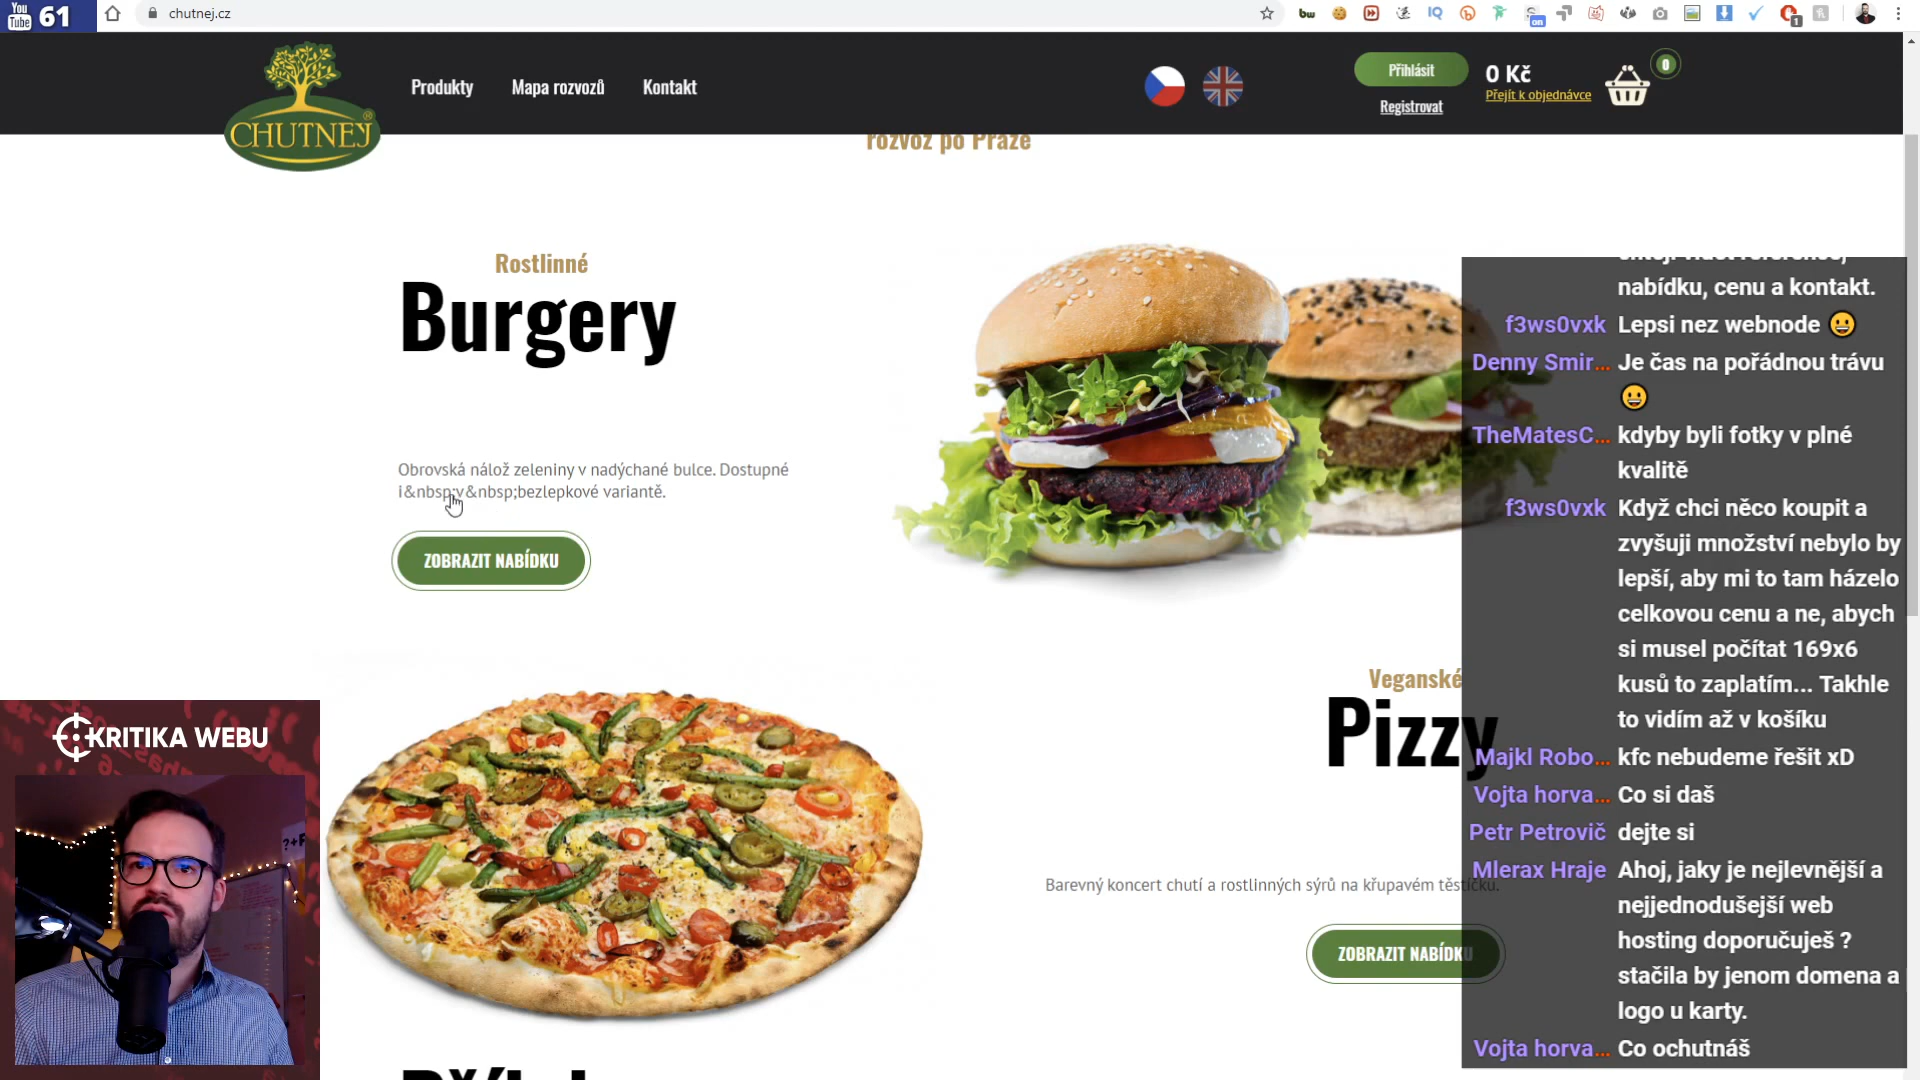 You
Tube 61
chutnej.cz
bw
IQ
on
1
CHUTNEJ®
Produkty
Mapa rozvozů
Kontakt
Přihlásit
Registrovat
0 Kč
Přejít k objednávce
0
rozvoz po Praze
Rostlinné
Burgery
Obrovská nálož zeleniny v nadýchané bulce. Dostupné
i&nbsp;v&nbsp;bezlepkové variantě.
ZOBRAZIT NABÍDKU
Veganské
Pizzy
Barevný koncert chutí a rostlinných sýrů na křupavém těstíčku.
ZOBRAZIT NABÍDKU
KRITIKA WEBU
nabídku, cenu a kontakt.
f3ws0vxk Lepsi nez webnode 😀
Denny Smir... Je čas na pořádnou trávu
😀
TheMatesC... kdyby byli fotky v plné
kvalitě
f3ws0vxk Když chci něco koupit a
zvyšuji množství nebylo by
lepší, aby mi to tam házelo
celkovou cenu a ne, abych
si musel počítat 169x6
kusů to zaplatím... Takhle
to vidím až v košíku
Majkl Robo... kfc nebudeme řešit xD
Vojta horva... Co si daš
Petr Petrovič dejte si
Mlerax Hraje Ahoj, jaky je nejlevnější a
nejjednodušejší web
hosting doporučuješ ?
stačila by jenom domena a
logo u karty.
Vojta horva... Co ochutnáš